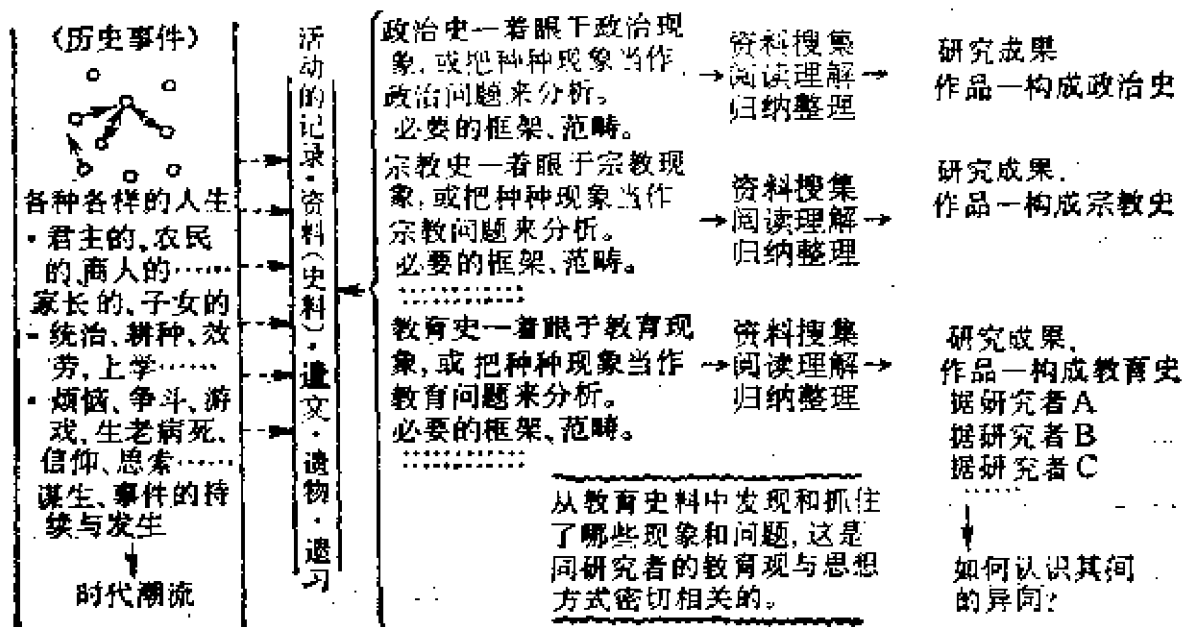 (历史事件)
各种各样的人生
·君主的、农民
的、商人的……
家长的、子女的
·统治、耕种、效
劳、上学……
·烦恼、争斗、游
戏、生老病死、
信仰、思索……
谋生、事件的持
续与发生
时代潮流
活动的记录·资料(史料)·遗文·遗物·遗习
政治史一着眼于政治现
象,或把种种现象当作
政治问题来分析。
必要的框架、范畴。
宗教史一着眼于宗教现
象,或把种种现象当作
宗教问题来分析。
必要的框架、范畴。
…………
教育史一着眼于教育现
象,或把种种现象当作
教育问题来分析。
必要的框架、范畴。
…………
资料搜集
阅读理解
归纳整理
资料搜集
阅读理解
归纳整理
资料搜集
阅读理解
归纳整理
研究成果
作品一构成政治史
研究成果.
作品一构成宗教史
研究成果.
作品一构成教育史
据研究者A
据研究者B
据研究者C
……
如何认识其间
的异同?
从教育史料中发现和抓住
了哪些现象和问题,这是
同研究者的教育观与思想
方式密切相关的。